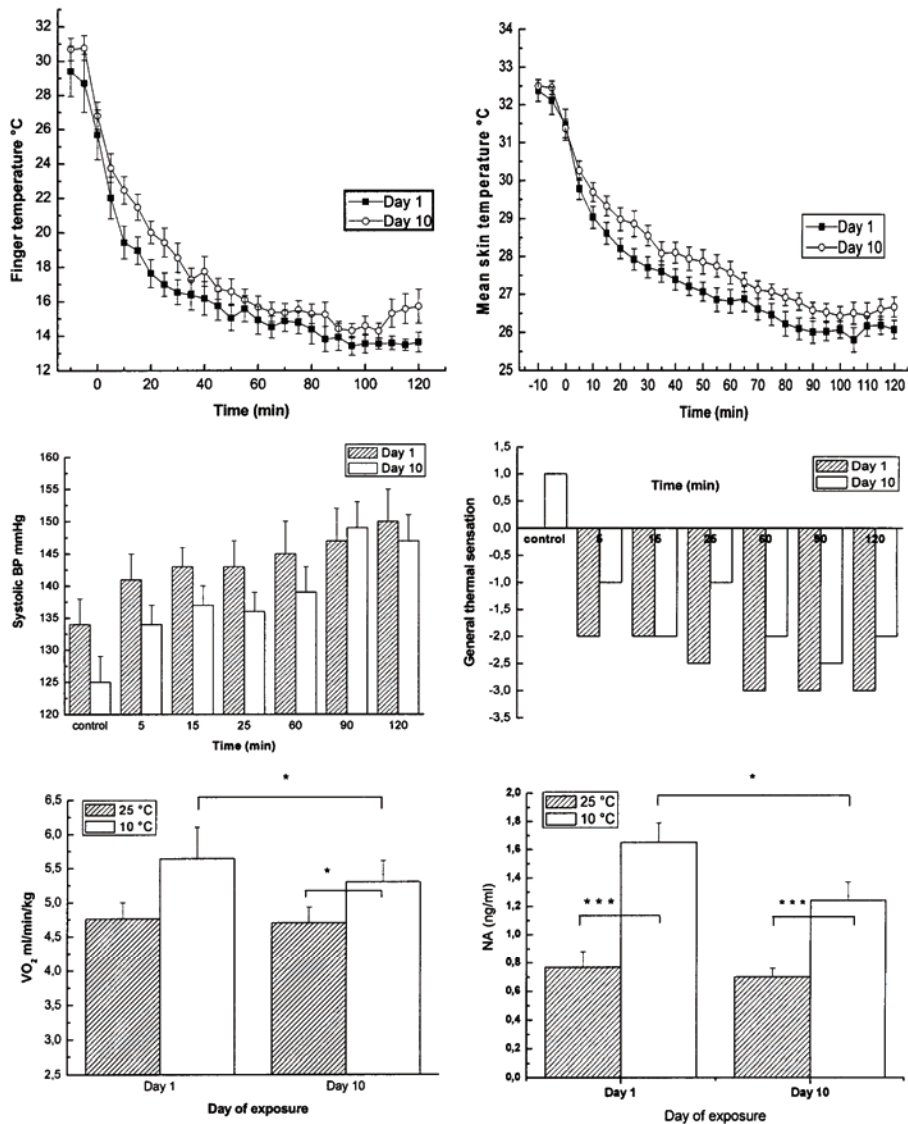 32
30
28
26
24
22
20
18
16
14
12
Finger temperature °C
Day 1
Day 10
0 20 40 60 80 100 120
Time (min)
34
33
32
31
30
29
28
27
26
25
Mean skin temperature °C
Day 1
Day 10
-10 0 10 20 30 40 50 60 70 80 90 100 110 120
Time (min)
160
155
150
145
140
135
130
125
120
Systolic BP mmHg
Day 1
Day 10
control 5 15 25 60 90 120
Time (min)
1,5
1,0
0,5
0,0
-0,5
-1,0
-1,5
-2,0
-2,5
-3,0
-3,5
General thermal sensation
Time (min)
Day 1
Day 10
control 5 15 25 60 90 120
6,5
6,0
5,5
5,0
4,5
4,0
3,5
3,0
2,5
VO₂ ml/min/kg
25 °C
10 °C
*
*
Day 1 Day 10
Day of exposure
2,0
1,8
1,6
1,4
1,2
1,0
0,8
0,6
0,4
0,2
0,0
NA (ng/ml)
25 °C
10 °C
*
***
***
Day 1 Day 10
Day of exposure